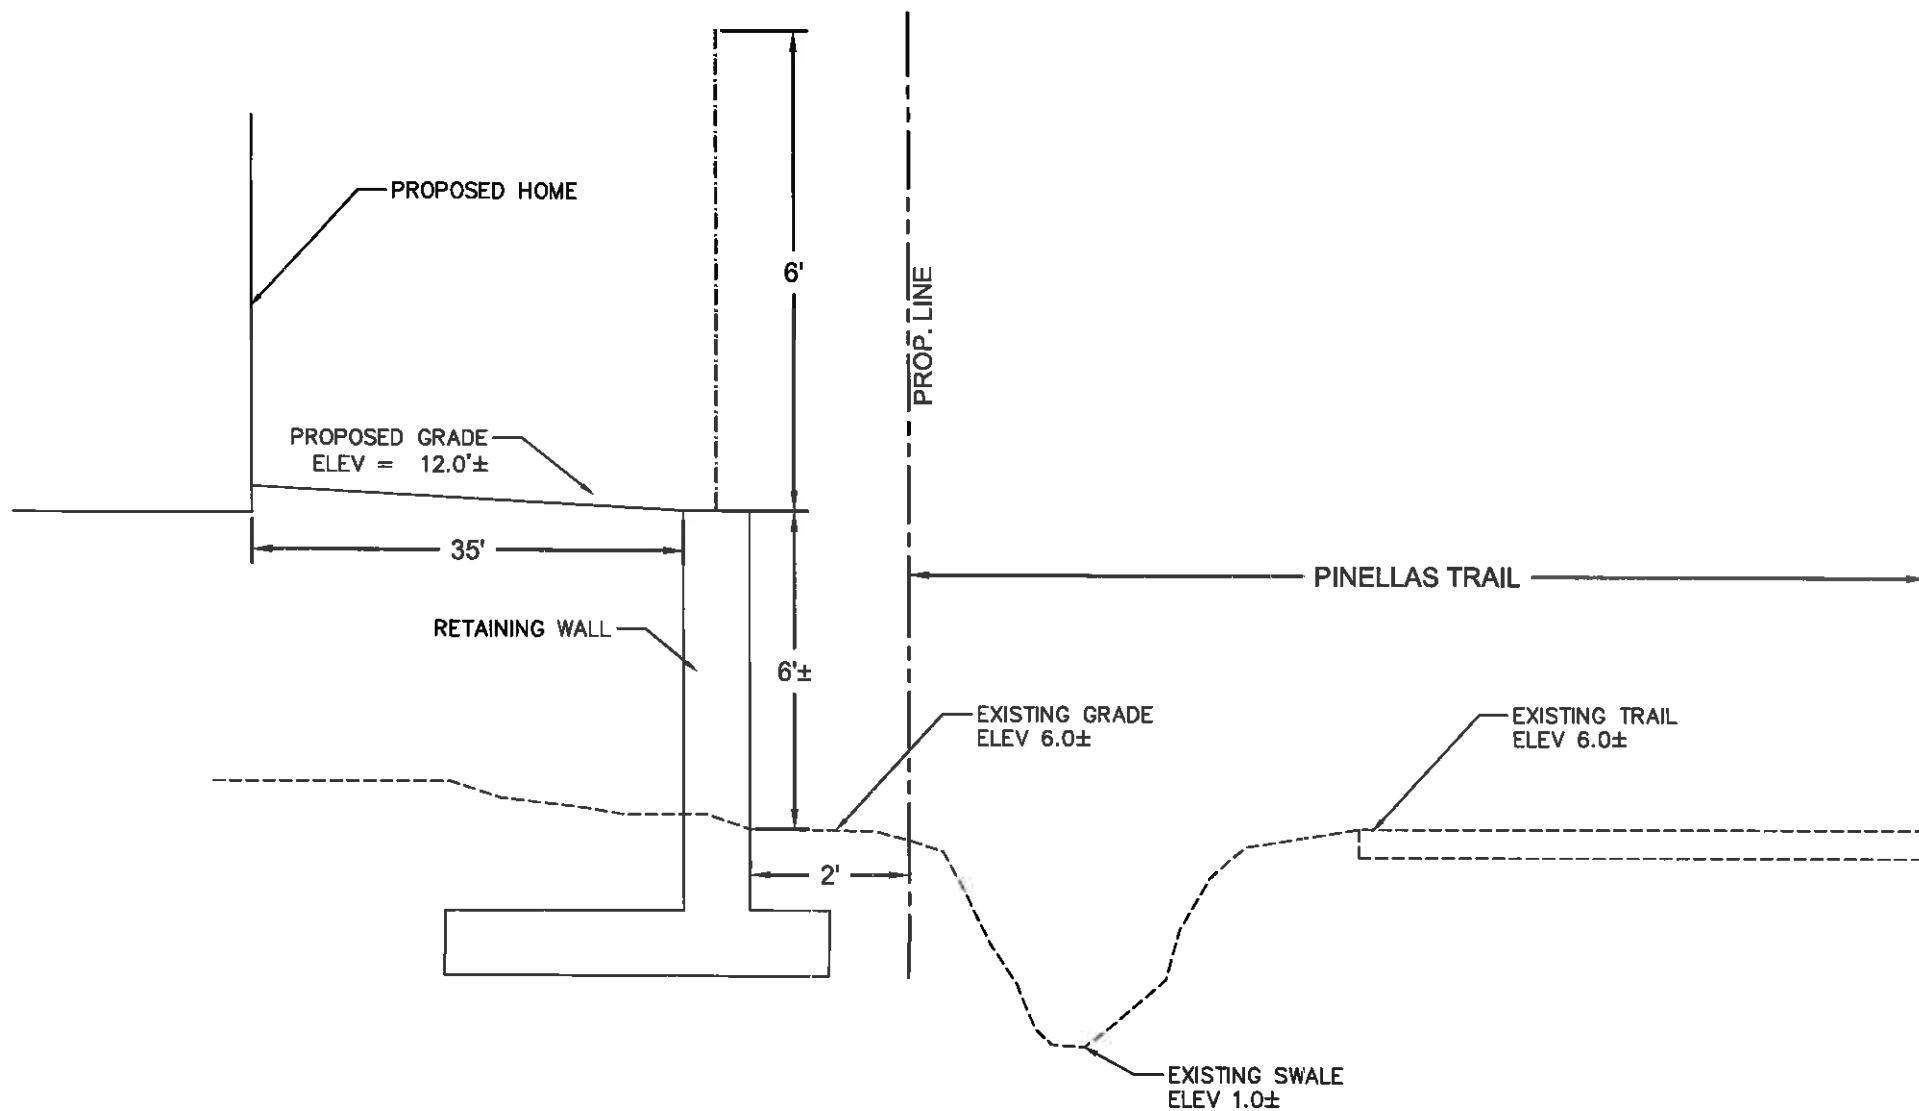 PROPOSED HOME
6'
PROP. LINE
PROPOSED GRADE
ELEV = 12.0'±
35'
PINELLAS TRAIL
RETAINING WALL
6'±
EXISTING GRADE
ELEV 6.0±
EXISTING TRAIL
ELEV 6.0±
2'
EXISTING SWALE
ELEV 1.0±